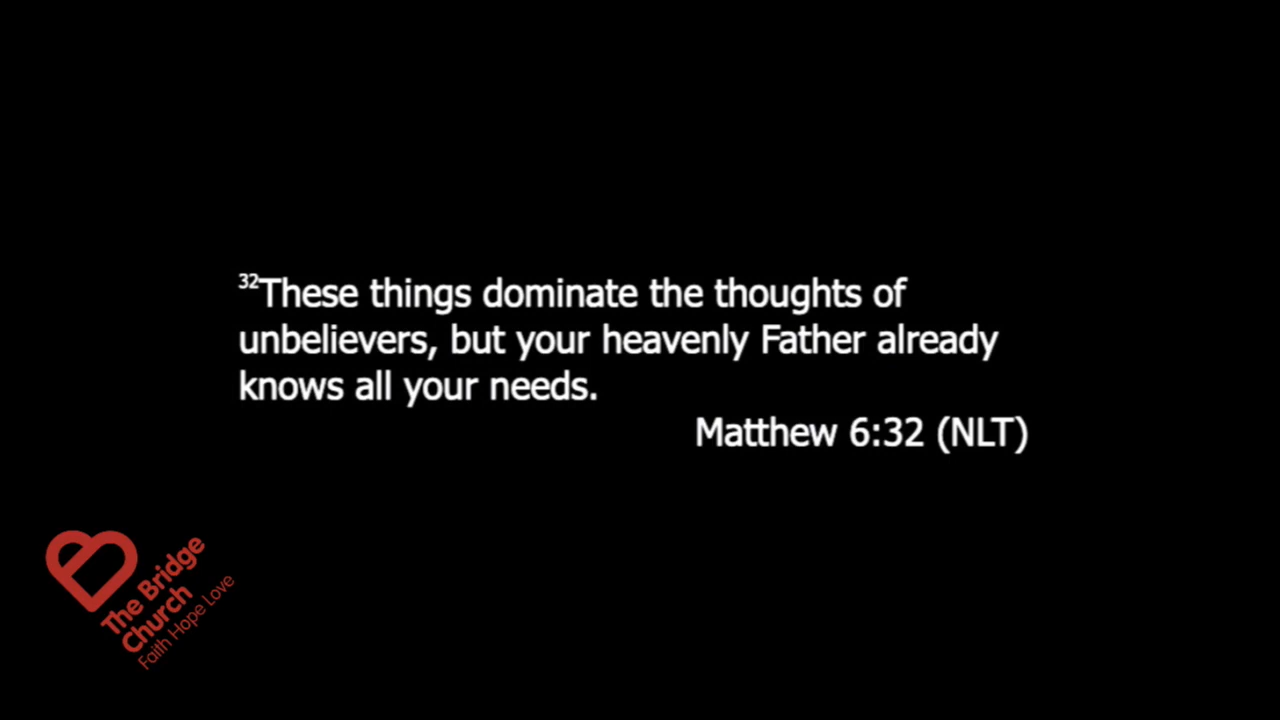 ³²These things dominate the thoughts of
unbelievers, but your heavenly Father already
knows all your needs.
Matthew 6:32 (NLT)
The Bridge
Church
Faith Hope Love